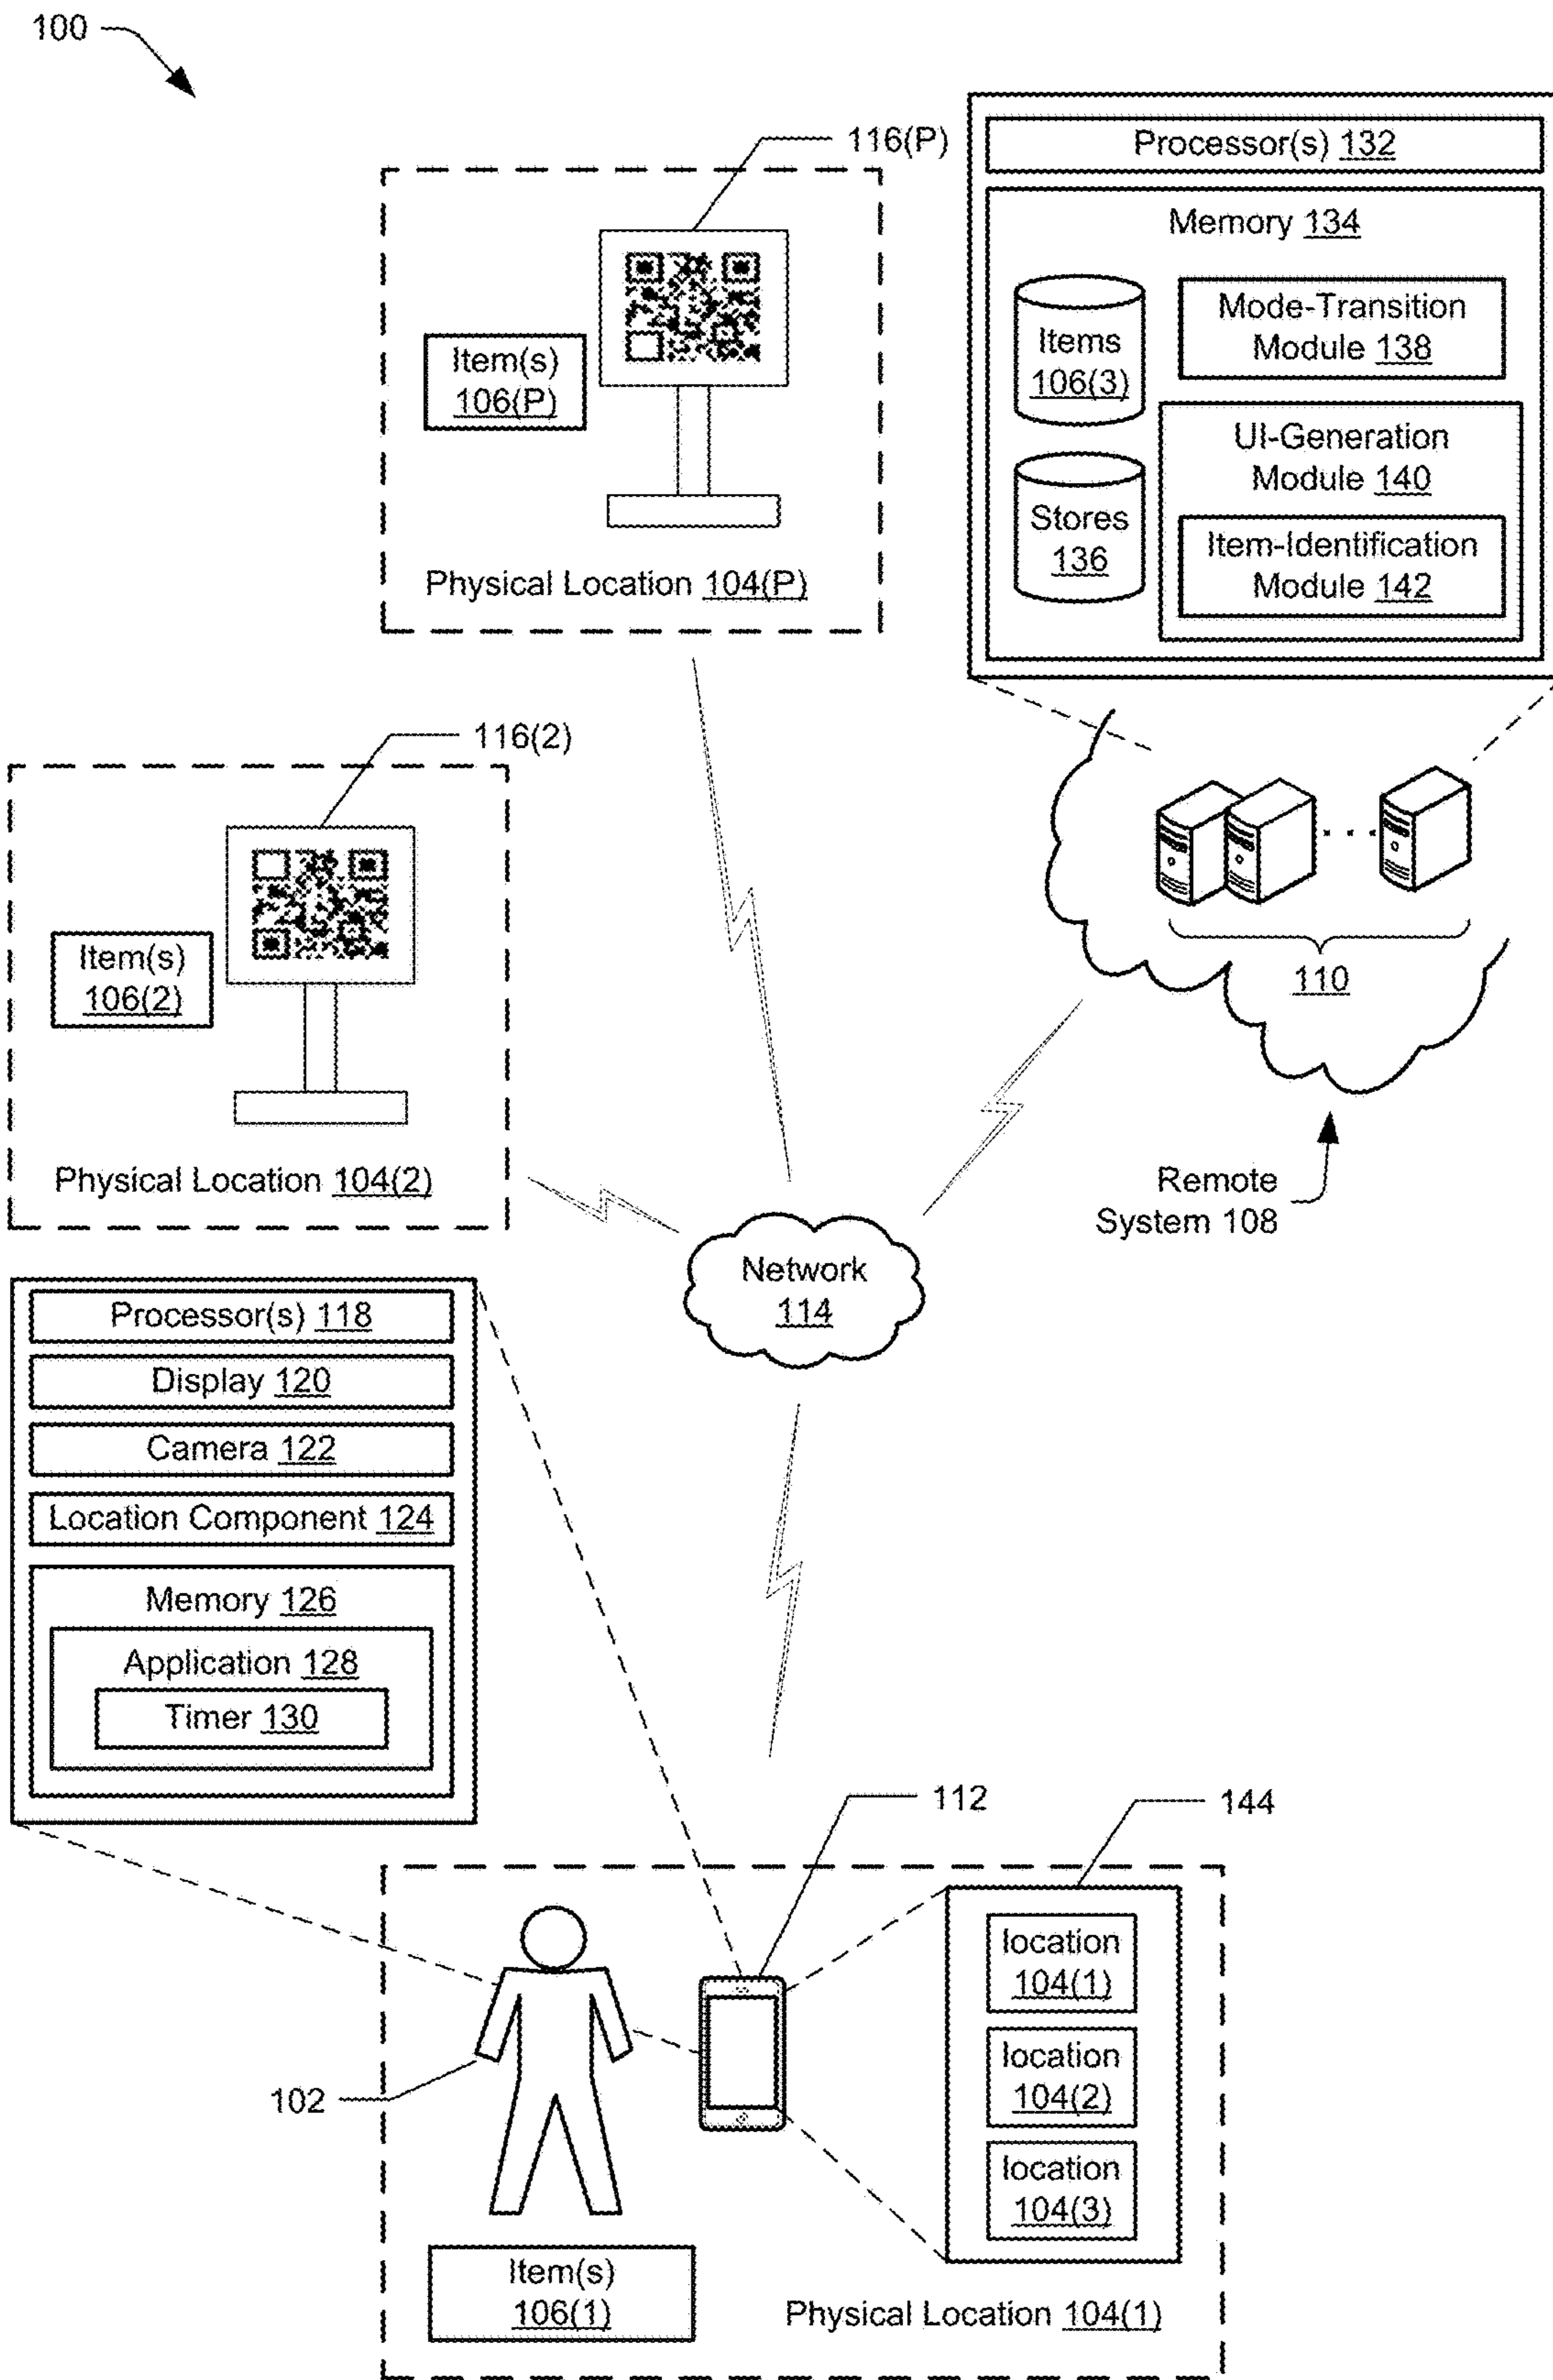 100
116(P)
Item(s)
106(P)
Physical Location 104(P)
Processor(s) 132
Memory 134
Items
106(3)
Mode-Transition
Module 138
Stores
136
UI-Generation
Module 140
Item-Identification
Module 142
116(2)
Item(s)
106(2)
Physical Location 104(2)
110
Remote
System 108
Network
114
Processor(s) 118
Display 120
Camera 122
Location Component 124
Memory 126
Application 128
Timer 130
112
144
102
location
104(1)
location
104(2)
location
104(3)
Item(s)
106(1)
Physical Location 104(1)